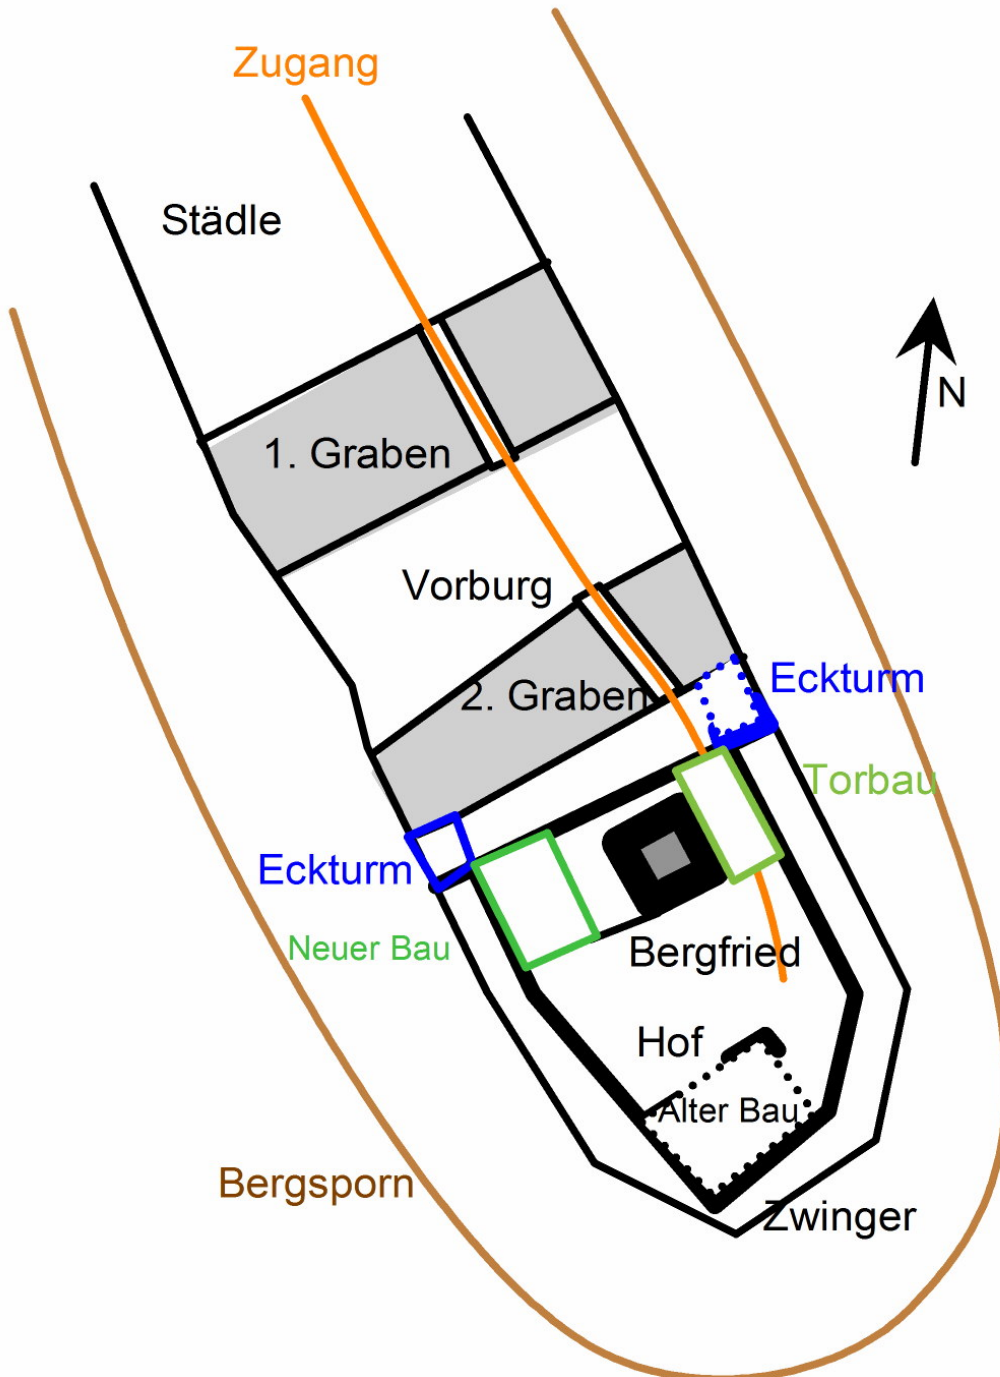 Zugang
Städle
N
1. Graben
Vorburg
2. Graben
Eckturm
Torbau
Eckturm
Neuer Bau
Bergfried
Hof
Alter Bau
Bergsporn
Zwinger